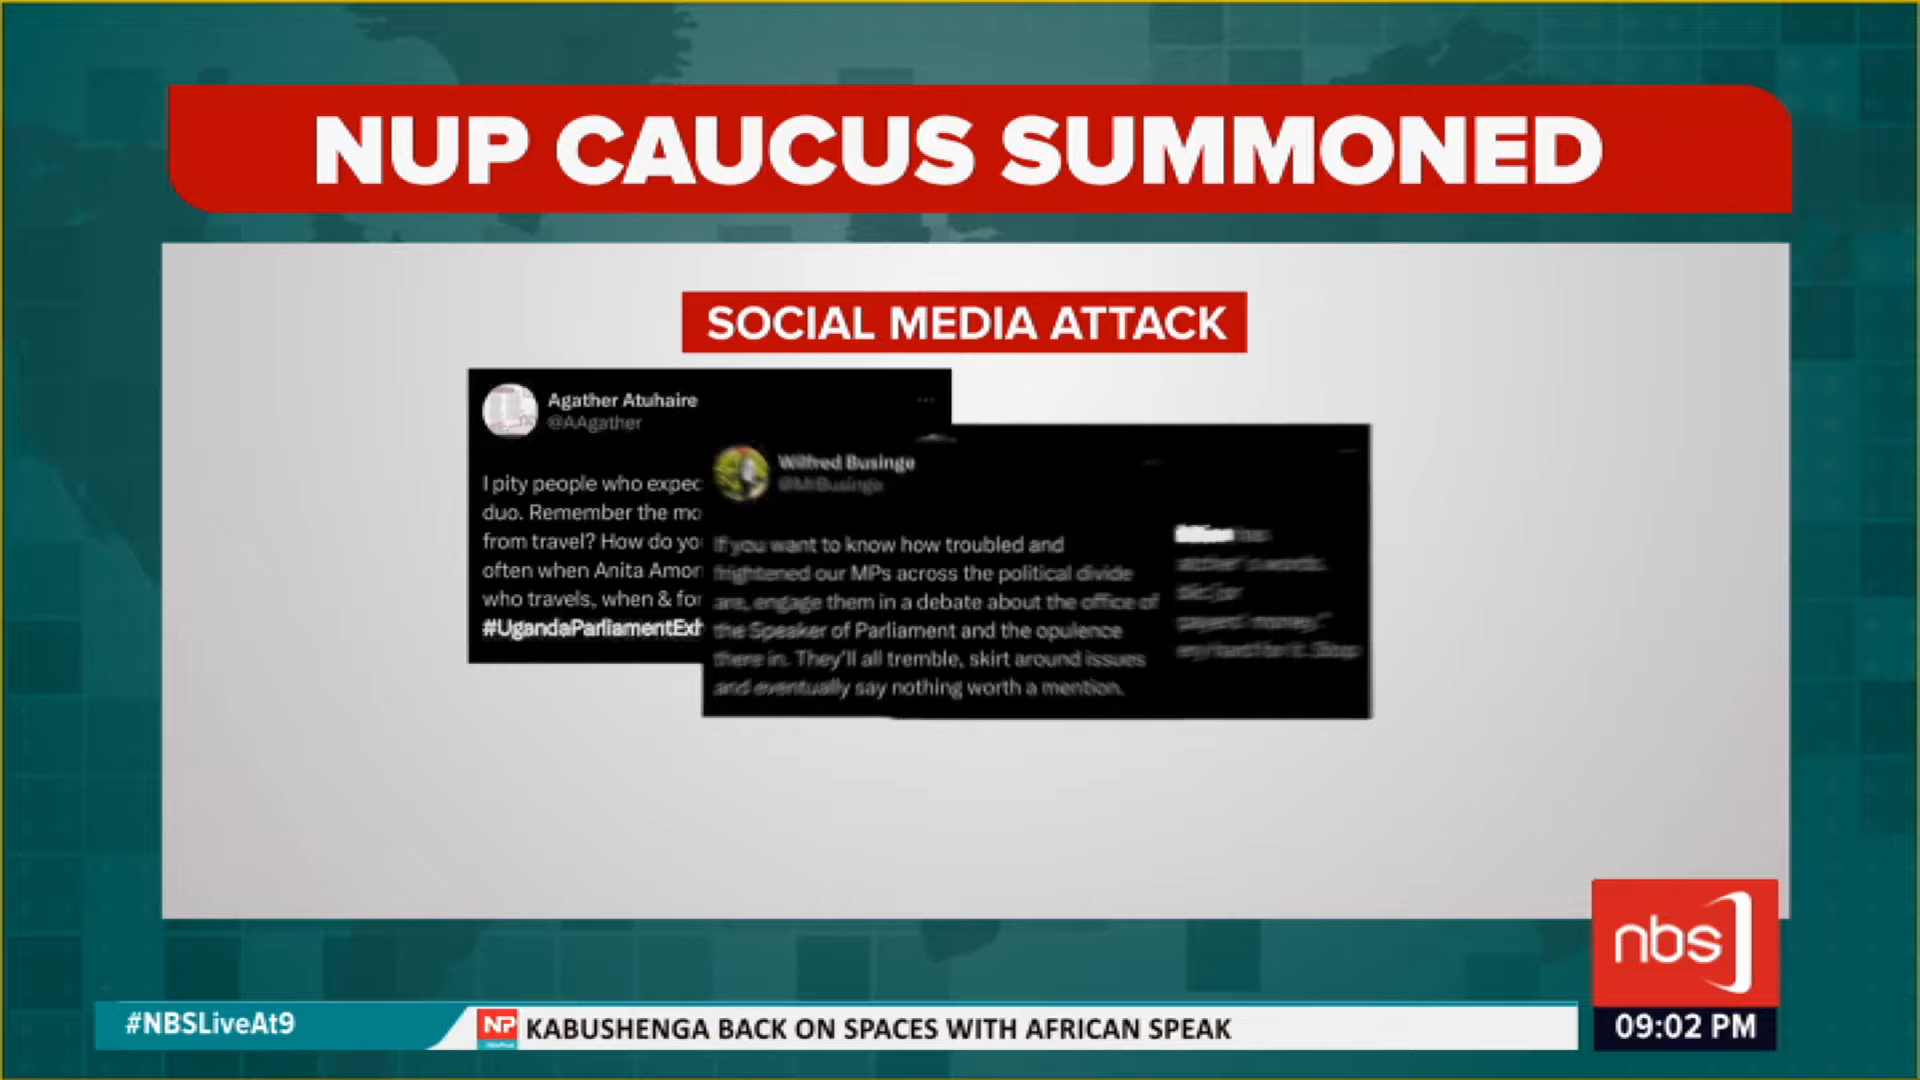 NUP CAUCUS SUMMONED
SOCIAL MEDIA ATTACK
Agather Atuhaire
@AAgather
I pity people who expec
duo. Remember the mo
from travel? How do yo
often when Anita Amor
who travels, when & for
#UgandaParliamentExh
Wilfred Businge
@MrBusinge
If you want to know how troubled and
frightened our MPs across the political divide
are, engage them in a debate about the office of
the Speaker of Parliament and the opulence
there in. They'll all tremble, skirt around issues
and eventually say nothing worth a mention.
nbs
#NBSLiveAt9
NP
KABUSHENGA BACK ON SPACES WITH AFRICAN SPEAK
09:02 PM